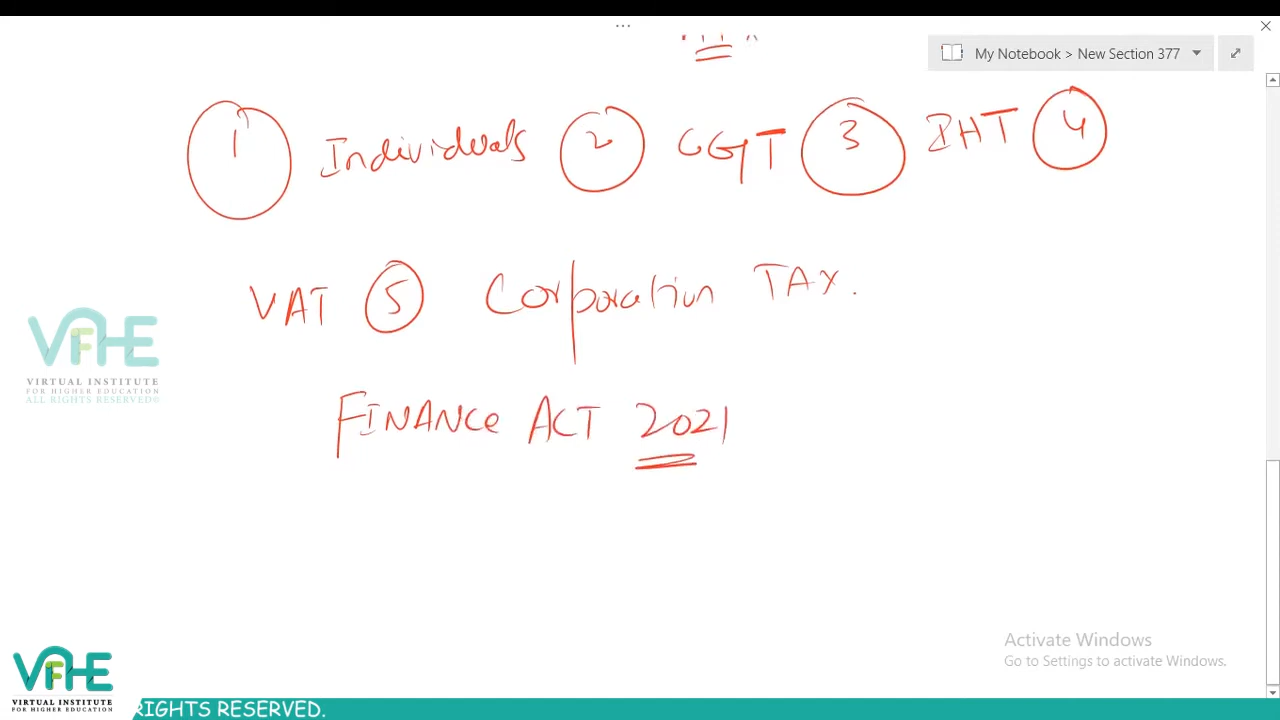 My Notebook > New Section 377
1 Individuals 2 CGT 3 IHT 4
VAT 5 Corporation TAX.
FINANCE ACT 2021
VFHE
VIRTUAL INSTITUTE
FOR HIGHER EDUCATION
ALL RIGHTS RESERVED©
Activate Windows
Go to Settings to activate Windows.
VFHE
VIRTUAL INSTITUTE
FOR HIGHER EDUCATION
RIGHTS RESERVED.